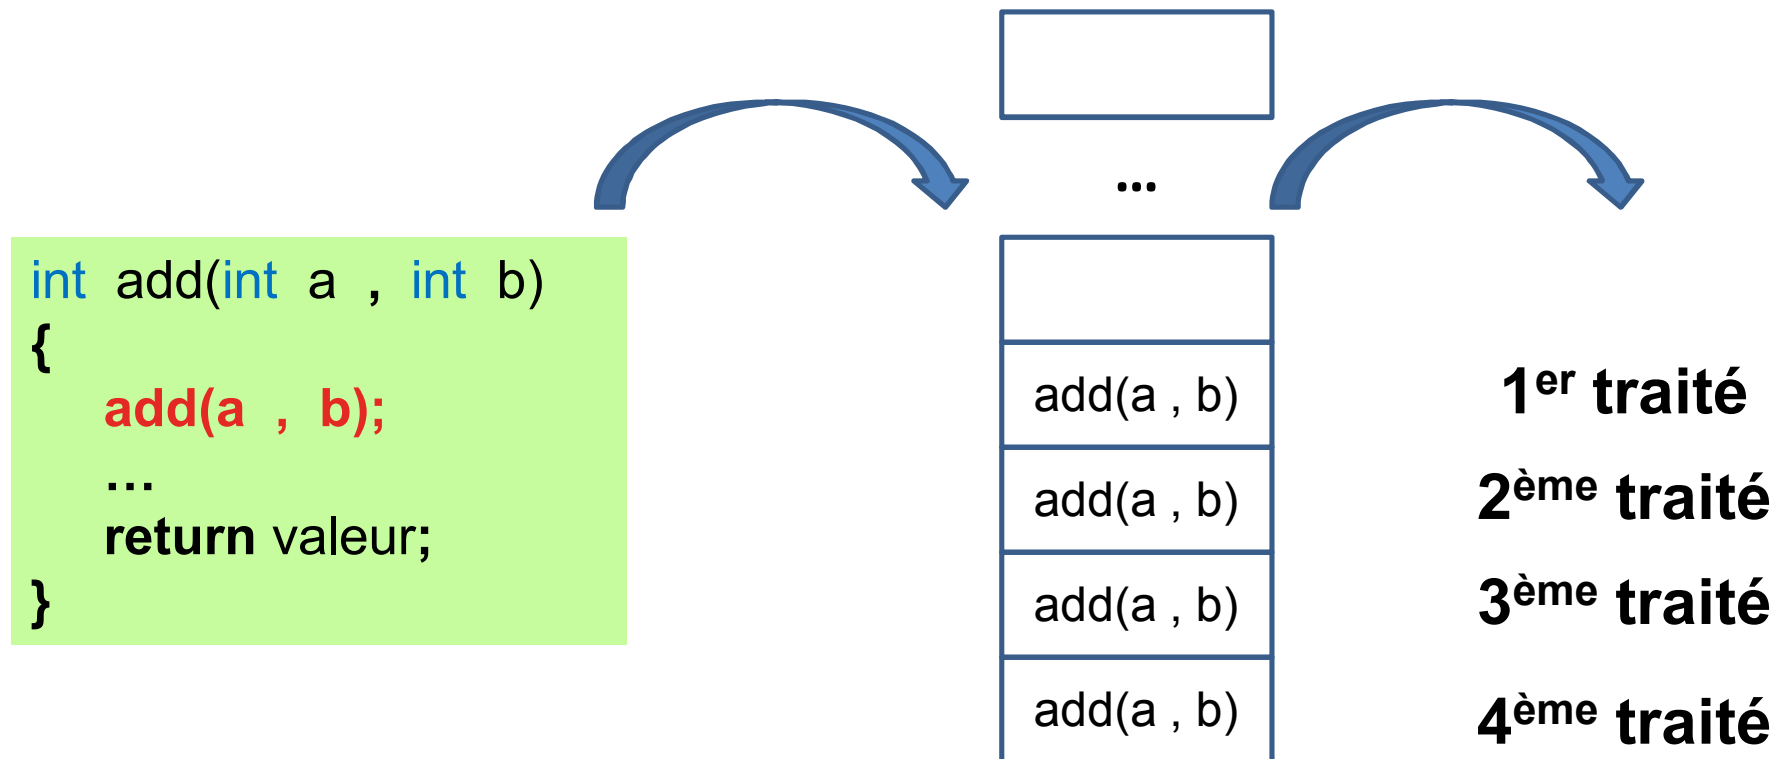 ...
int add(int a , int b)
{
add(a , b);
...
return valeur;
}
add(a , b)
add(a , b)
add(a , b)
add(a , b)
1er traité
2ème traité
3ème traité
4ème traité